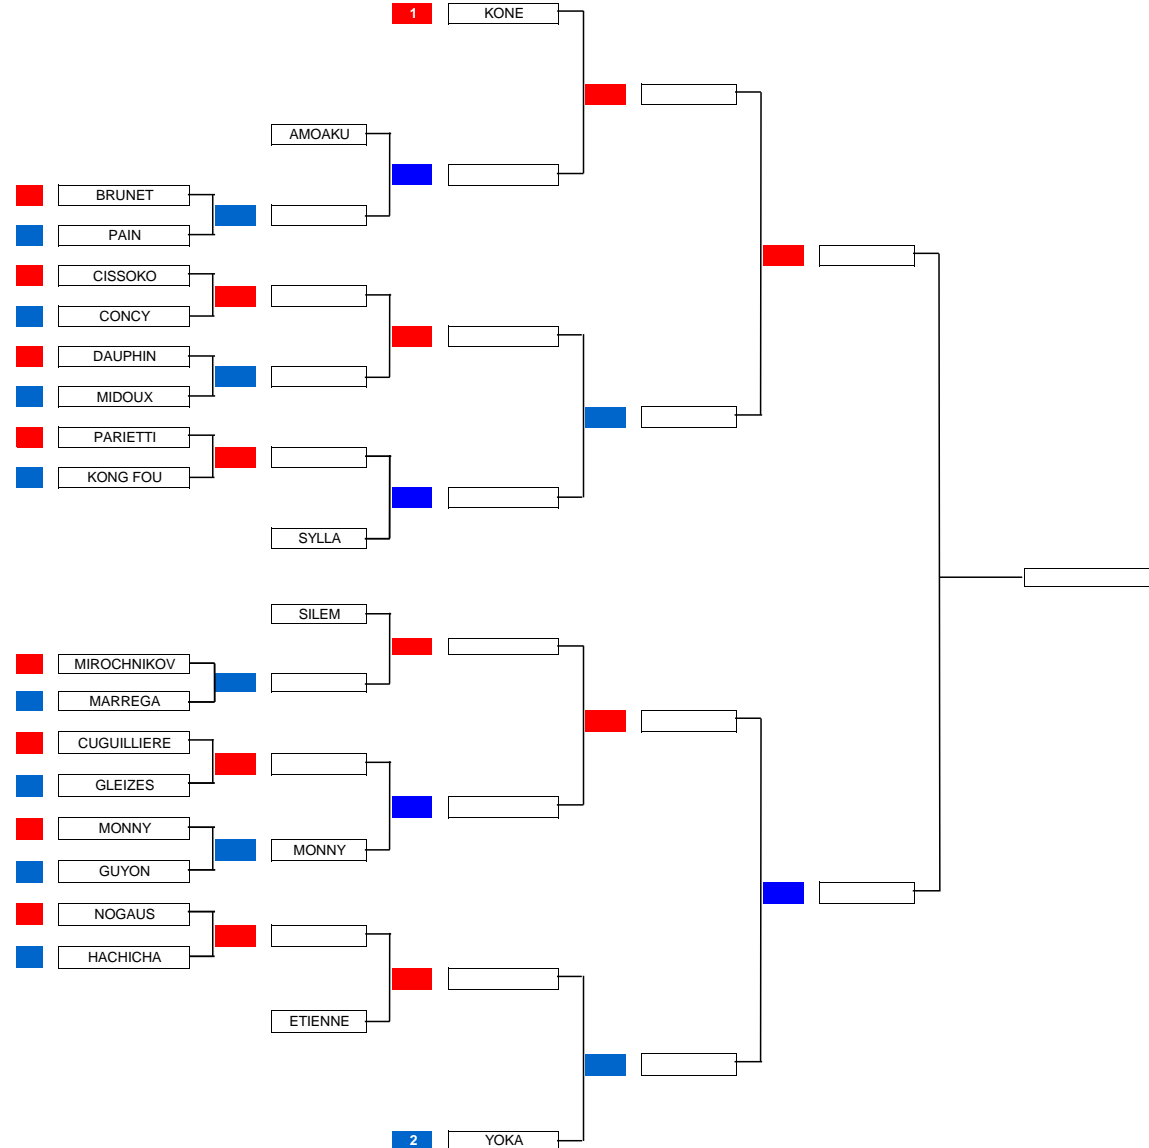 1 KONE
AMOAKU
BRUNET
PAIN
CISSOKO
CONCY
DAUPHIN
MIDOUX
PARIETTI
KONG FOU
SYLLA
SILEM
MIROCHNIKOV
MARREGA
CUGUILLIERE
GLEIZES
MONNY
MONNY
GUYON
NOGAUS
HACHICHA
ETIENNE
2 YOKA